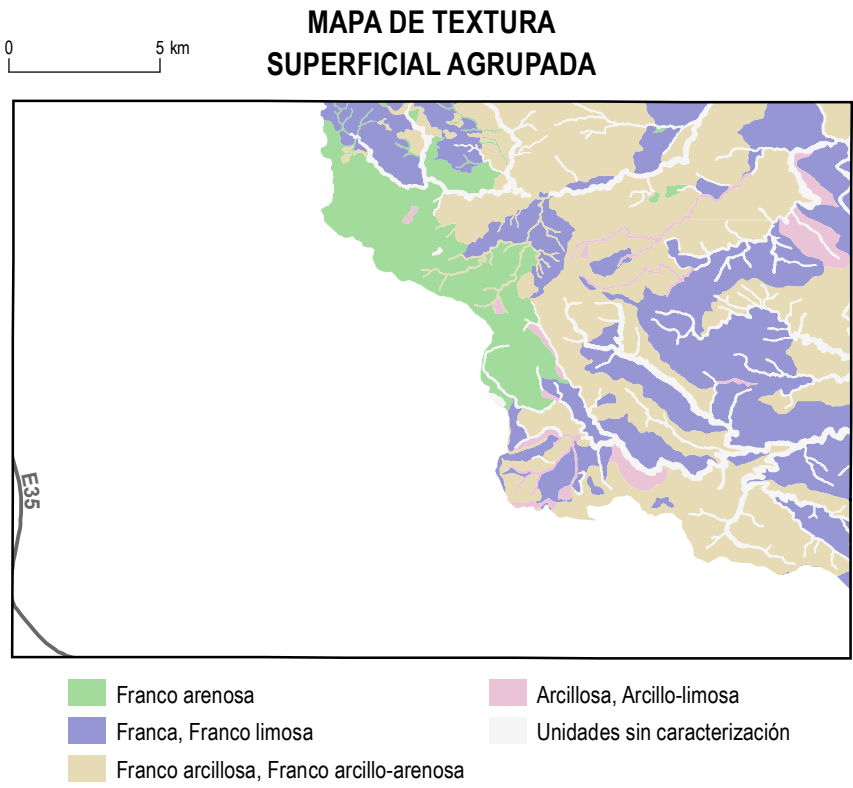 MAPA DE TEXTURA
SUPERFICIAL AGRUPADA
0 5 km
E35
Franco arenosa
Franca, Franco limosa
Franco arcillosa, Franco arcillo-arenosa
Arcillosa, Arcillo-limosa
Unidades sin caracterización